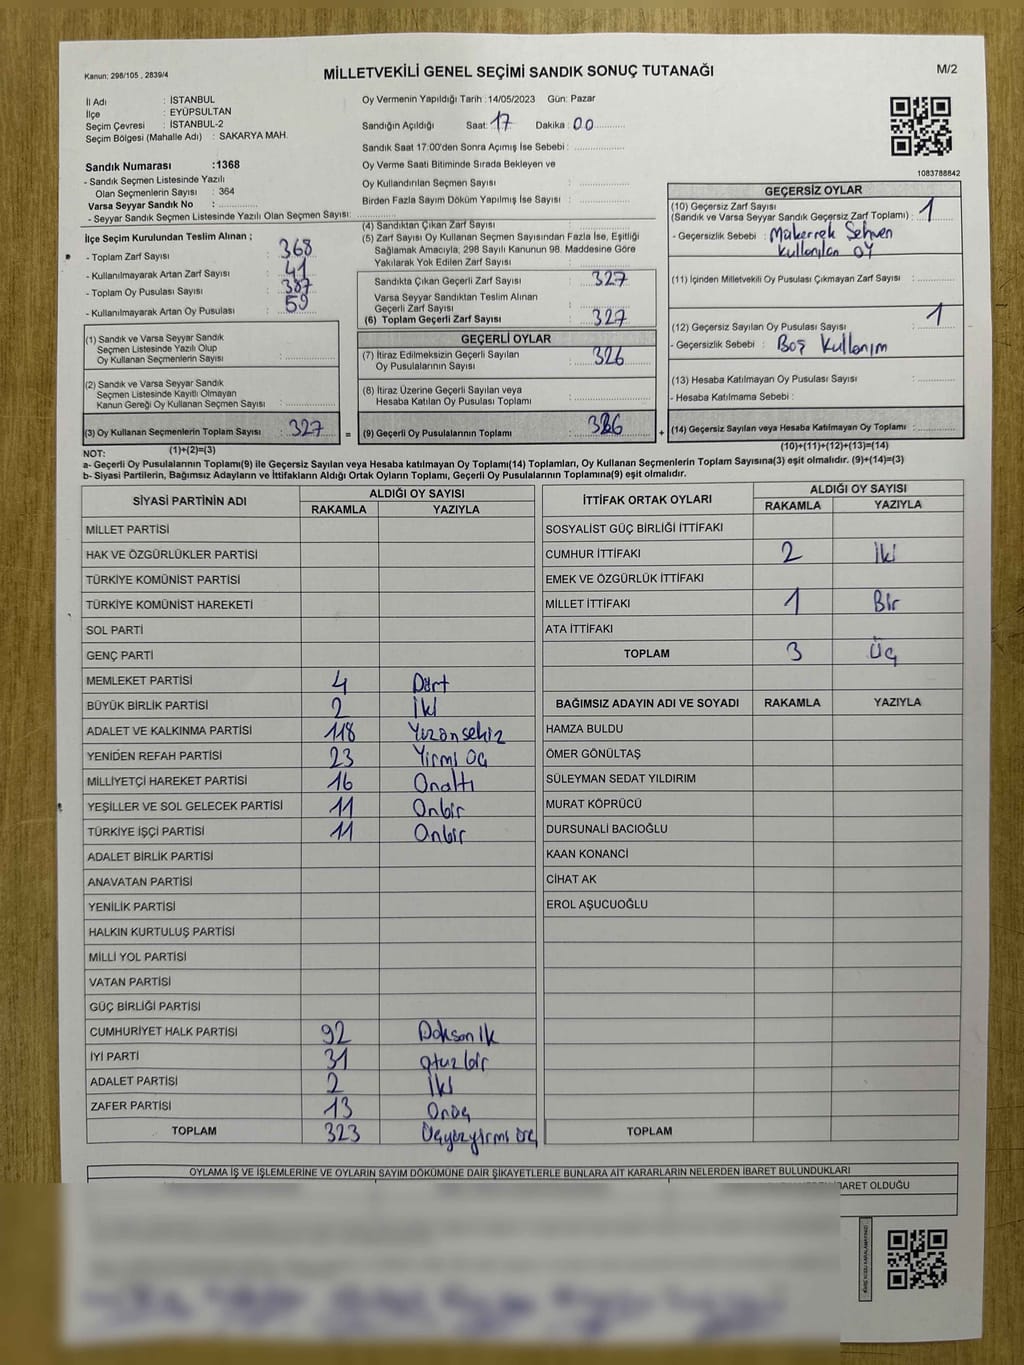 Kanun: 298/105 , 2839/4
MİLLETVEKİLİ GENEL SEÇİMİ SANDIK SONUÇ TUTANAĞI
M/2
İl Adı : İSTANBUL
İlçe : EYÜPSULTAN
Seçim Çevresi : İSTANBUL-2
Seçim Bölgesi (Mahalle Adı) : SAKARYA MAH.
Sandık Numarası :1368
- Sandık Seçmen Listesinde Yazılı
Olan Seçmenlerin Sayısı : 364
Varsa Seyyar Sandık No :
- Seyyar Sandık Seçmen Listesinde Yazılı Olan Seçmen Sayısı:
Oy Vermenin Yapıldığı Tarih :14/05/2023 Gün: Pazar
Sandığın Açıldığı Saat: 17 Dakika : 00
Sandık Saat 17:00'den Sonra Açımış İse Sebebi :
Oy Verme Saati Bitiminde Sırada Bekleyen ve
Oy Kullandırılan Seçmen Sayısı :
Birden Fazla Sayım Döküm Yapılmış İse Sayısı :
1083788842
İlçe Seçim Kurulundan Teslim Alınan ;
- Toplam Zarf Sayısı : 368
- Kullanılmayarak Artan Zarf Sayısı : 41
- Toplam Oy Pusulası Sayısı : 387
- Kullanılmayarak Artan Oy Pusulası : 59
(1) Sandık ve Varsa Seyyar Sandık
Seçmen Listesinde Yazılı Olup
Oy Kullanan Seçmenlerin Sayısı :
(2) Sandık ve Varsa Seyyar Sandık
Seçmen Listesinde Kayıtlı Olmayan
Kanun Gereği Oy Kullanan Seçmen Sayısı :
(3) Oy Kullanan Seçmenlerin Toplam Sayısı : 327
(1)+(2)=(3)
(4) Sandıktan Çıkan Zarf Sayısı :
(5) Zarf Sayısı Oy Kullanan Seçmen Sayısından Fazla İse, Eşitliği
Sağlamak Amacıyla, 298 Sayılı Kanunun 98. Maddesine Göre
Yakılarak Yok Edilen Zarf Sayısı :
Sandıkta Çıkan Geçerli Zarf Sayısı : 327
Varsa Seyyar Sandıktan Teslim Alınan
Geçerli Zarf Sayısı :
(6) Toplam Geçerli Zarf Sayısı : 327
GEÇERLİ OYLAR
(7) İtiraz Edilmeksizin Geçerli Sayılan
Oy Pusulalarının Sayısı : 326
(8) İtiraz Üzerine Geçerli Sayılan veya
Hesaba Katılan Oy Pusulası Toplamı :
= (9) Geçerli Oy Pusulalarının Toplamı : 326 +
GEÇERSİZ OYLAR
(10) Geçersiz Zarf Sayısı
(Sandık ve Varsa Seyyar Sandık Geçersiz Zarf Toplamı) : 1
- Geçersizlik Sebebi : Mükerrek Sehven
kullanılan oy
(11) İçinden Milletvekili Oy Pusulası Çıkmayan Zarf Sayısı :
(12) Geçersiz Sayılan Oy Pusulası Sayısı : 1
- Geçersizlik Sebebi : Boş kullanım
(13) Hesaba Katılmayan Oy Pusulası Sayısı :
- Hesaba Katılmama Sebebi :
(14) Geçersiz Sayılan veya Hesaba Katılmayan Oy Toplamı :
(10)+(11)+(12)+(13)=(14)
NOT:
a- Geçerli Oy Pusulalarının Toplamı(9) ile Geçersiz Sayılan veya Hesaba katılmayan Oy Toplamı(14) Toplamları, Oy Kullanan Seçmenlerin Toplam Sayısına(3) eşit olmalıdır. (9)+(14)=(3)
b- Siyasi Partilerin, Bağımsız Adayların ve İttifakların Aldığı Ortak Oyların Toplamı, Geçerli Oy Pusulalarının Toplamına(9) eşit olmalıdır.
SİYASİ PARTİNİN ADI ALDIĞI OY SAYISI
RAKAMLA YAZIYLA
MİLLET PARTİSİ
HAK VE ÖZGÜRLÜKLER PARTİSİ
TÜRKİYE KOMÜNİST PARTİSİ
TÜRKİYE KOMÜNİST HAREKETİ
SOL PARTİ
GENÇ PARTİ
MEMLEKET PARTİSİ 4 Dört
BÜYÜK BİRLİK PARTİSİ 2 İki
ADALET VE KALKINMA PARTİSİ 118 Yüzonsekiz
YENİDEN REFAH PARTİSİ 23 Yirmi üç
MİLLİYETÇİ HAREKET PARTİSİ 16 Onaltı
YEŞİLLER VE SOL GELECEK PARTİSİ 11 Onbir
TÜRKİYE İŞÇİ PARTİSİ 11 Onbir
ADALET BİRLİK PARTİSİ
ANAVATAN PARTİSİ
YENİLİK PARTİSİ
HALKIN KURTULUŞ PARTİSİ
MİLLİ YOL PARTİSİ
VATAN PARTİSİ
GÜÇ BİRLİĞİ PARTİSİ
CUMHURİYET HALK PARTİSİ 92 Doksan ik
İYİ PARTİ 31 otuz bir
ADALET PARTİSİ 2 İki
ZAFER PARTİSİ 13 Onüç
TOPLAM 323 Üçyüzyirmi üç
İTTİFAK ORTAK OYLARI ALDIĞI OY SAYISI
RAKAMLA YAZIYLA
SOSYALİST GÜÇ BİRLİĞİ İTTİFAKI
CUMHUR İTTİFAKI 2 İki
EMEK VE ÖZGÜRLÜK İTTİFAKI
MİLLET İTTİFAKI 1 Bir
ATA İTTİFAKI
TOPLAM 3 Üç
BAĞIMSIZ ADAYIN ADI VE SOYADI RAKAMLA YAZIYLA
HAMZA BULDU
ÖMER GÖNÜLTAŞ
SÜLEYMAN SEDAT YILDIRIM
MURAT KÖPRÜCÜ
DURSUNALİ BACIOĞLU
KAAN KONANCİ
CİHAT AK
EROL AŞUCUOĞLU
TOPLAM
OYLAMA İŞ VE İŞLEMLERİNE VE OYLARIN SAYIM DÖKÜMÜNE DAİR ŞİKAYETLERLE BUNLARA AİT KARARLARIN NELERDEN İBARET BULUNDUKLARI
İBARET OLDUĞU